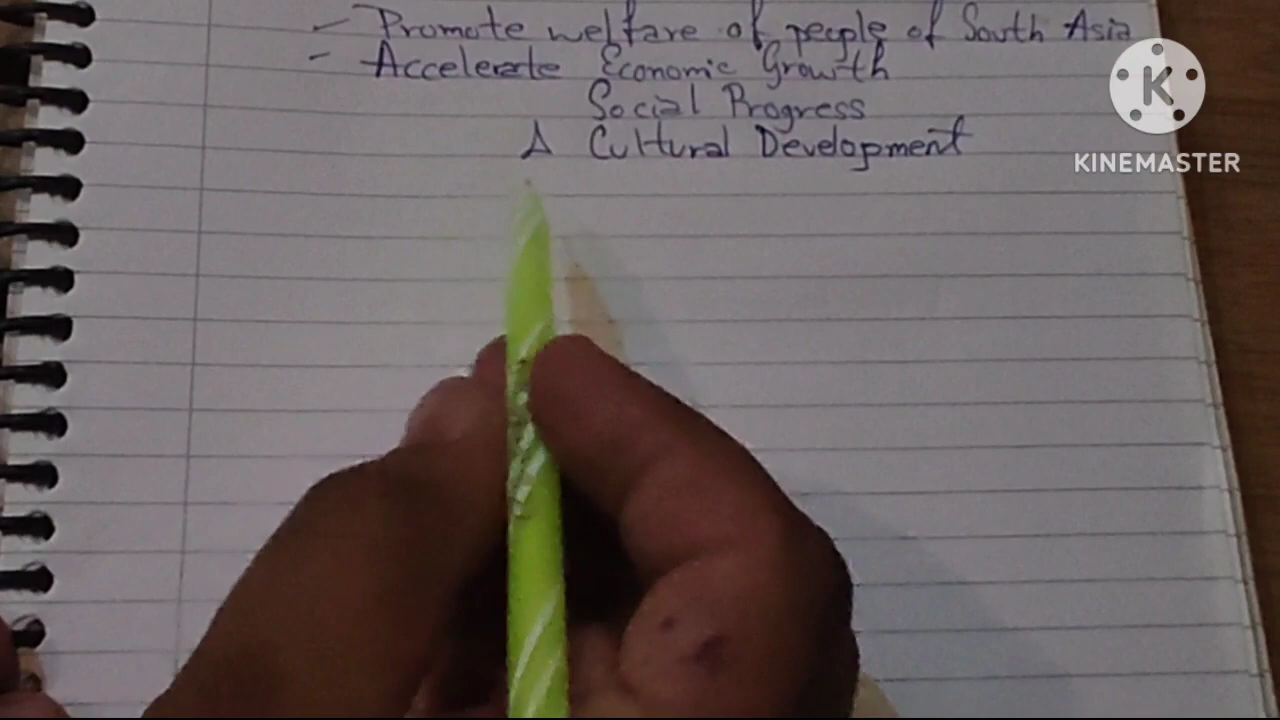 - Promote welfare of people of South Asia
- Accelerate Economic Growth
Social Progress
& Cultural Development
K
KINEMASTER